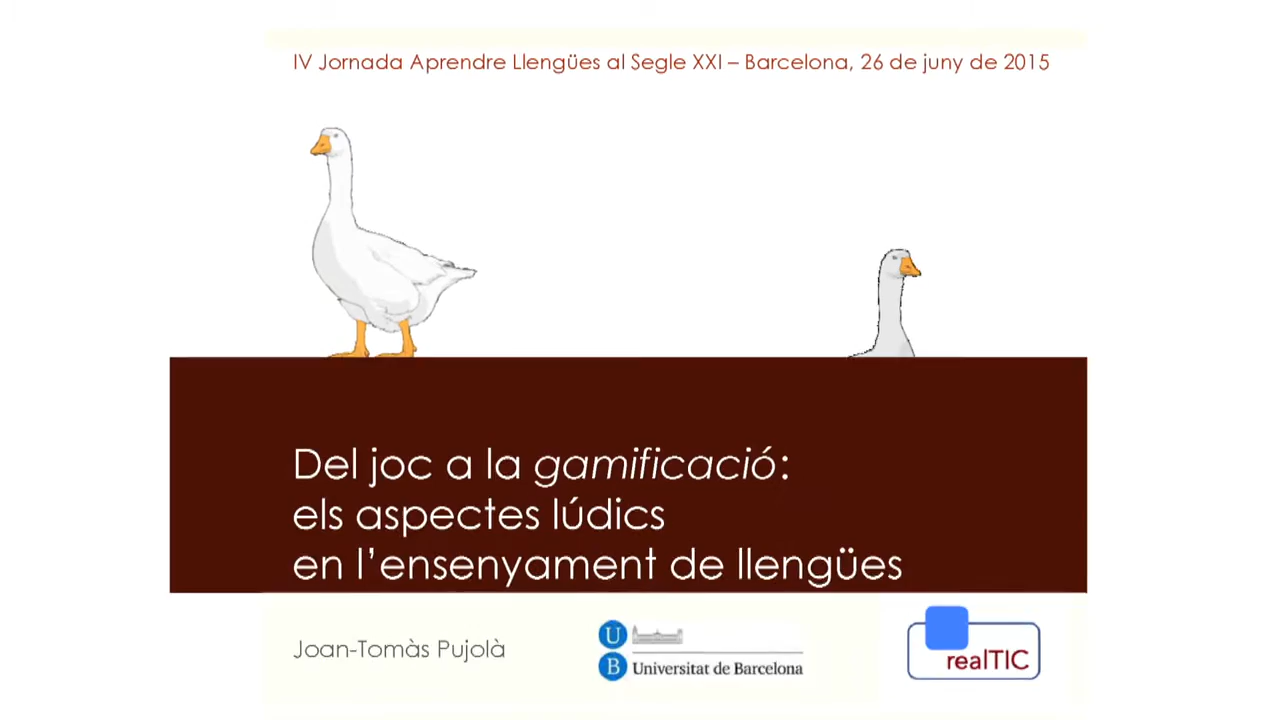 IV Jornada Aprendre Llengües al Segle XXI – Barcelona, 26 de juny de 2015
Del joc a la gamificació:
els aspectes lúdics
en l’ensenyament de llengües
Joan-Tomàs Pujolà
U
B Universitat de Barcelona
realTIC